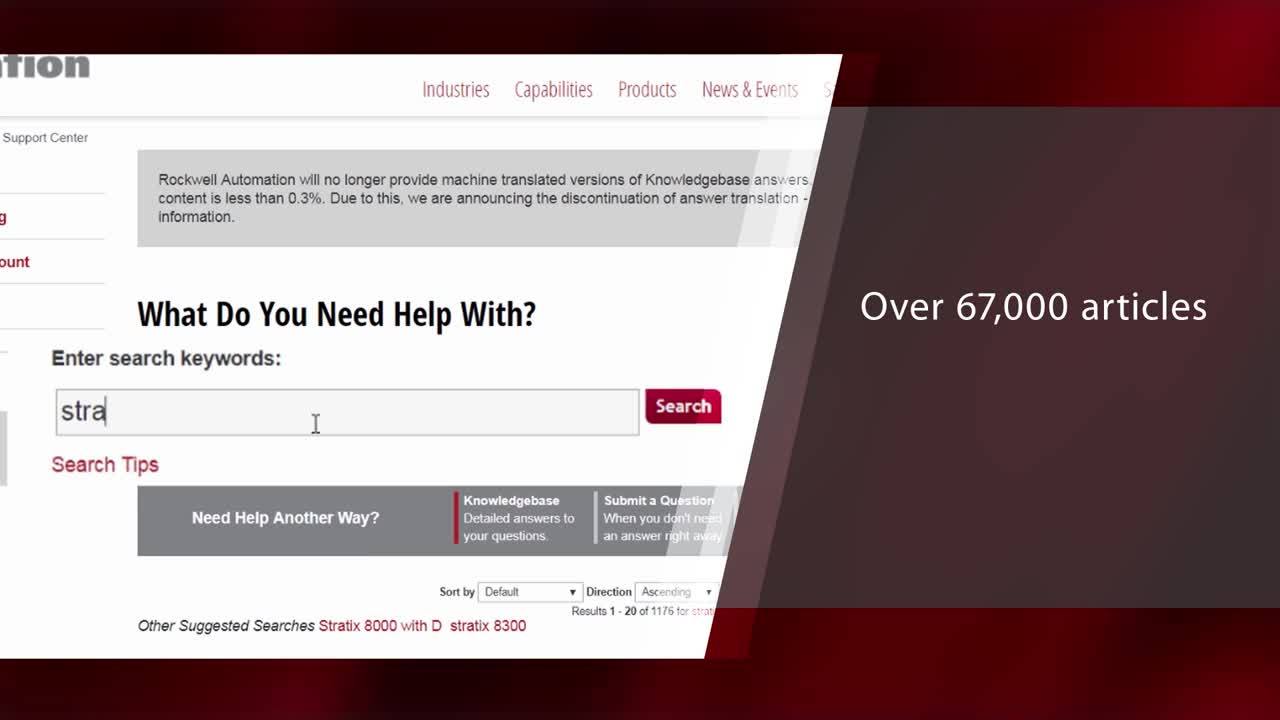 ation
Industries Capabilities Products News & Events
Support Center
Rockwell Automation will no longer provide machine translated versions of Knowledgebase answers.
content is less than 0.3%. Due to this, we are announcing the discontinuation of answer translation -
information.
g
ount
What Do You Need Help With?
Enter search keywords:
stra
Search
Search Tips
Need Help Another Way?
Knowledgebase
Detailed answers to
your questions.
Submit a Question
When you don't need
an answer right away
Sort by Default Direction Ascending
Results 1 - 20 of 1176 for strati
Other Suggested Searches Stratix 8000 with D stratix 8300
Over 67,000 articles